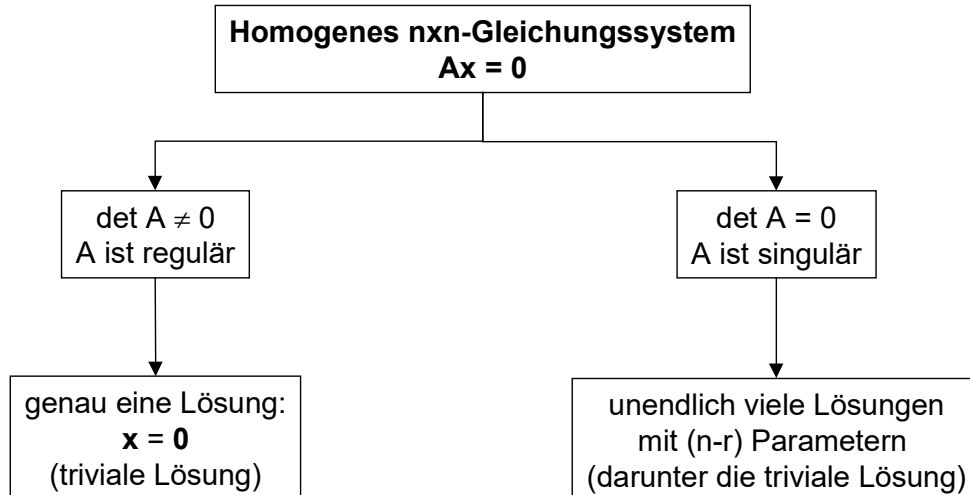 Homogenes nxn-Gleichungssystem
Ax = 0
det A ≠ 0
A ist regulär
det A = 0
A ist singulär
genau eine Lösung:
x = 0
(triviale Lösung)
unendlich viele Lösungen
mit (n-r) Parametern
(darunter die triviale Lösung)